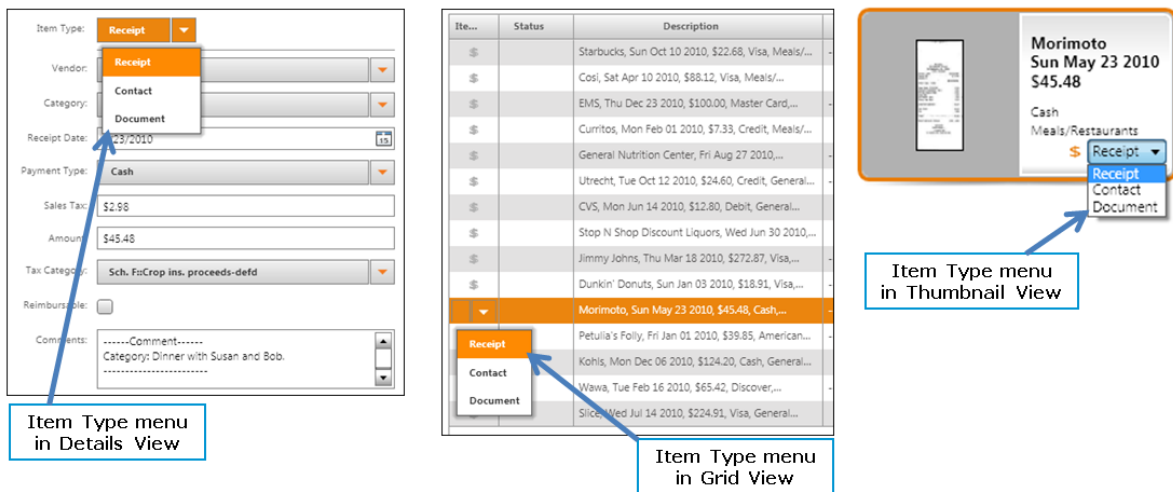 Item Type:
Receipt
Receipt
Contact
Document
Vendor:
Category:
Receipt Date:
23/2010
15
Payment Type:
Cash
Sales Tax:
$2.98
Amount:
$45.48
Tax Category:
Sch. F::Crop ins. proceeds-defd
Reimbursable:
Comments:
------Comment------
Category: Dinner with Susan and Bob.
------------------------
Item Type menu
in Details View
Ite...
Status
Description
$ Starbucks, Sun Oct 10 2010, $22.68, Visa, Meals/...
$ Cosi, Sat Apr 10 2010, $88.12, Visa, Meals/...
$ EMS, Thu Dec 23 2010, $100.00, Master Card,...
$ Curritos, Mon Feb 01 2010, $7.33, Credit, Meals/...
$ General Nutrition Center, Fri Aug 27 2010,...
$ Utrecht, Tue Oct 12 2010, $24.60, Credit, General...
$ CVS, Mon Jun 14 2010, $12.80, Debit, General...
$ Stop N Shop Discount Liquors, Wed Jun 30 2010,...
$ Jimmy Johns, Thu Mar 18 2010, $272.87, Visa,...
$ Dunkin' Donuts, Sun Jan 03 2010, $18.91, Visa,...
Morimoto, Sun May 23 2010, $45.48, Cash,...
Petulia's Folly, Fri Jan 01 2010, $39.85, American...
Kohls, Mon Dec 06 2010, $124.20, Cash, General...
Wawa, Tue Feb 16 2010, $65.42, Discover,...
Slice, Wed Jul 14 2010, $224.91, Visa, General...
Receipt
Contact
Document
Item Type menu
in Grid View
Morimoto
Sun May 23 2010
$45.48
Cash
Meals/Restaurants
$ Receipt
Receipt
Contact
Document
Item Type menu
in Thumbnail View